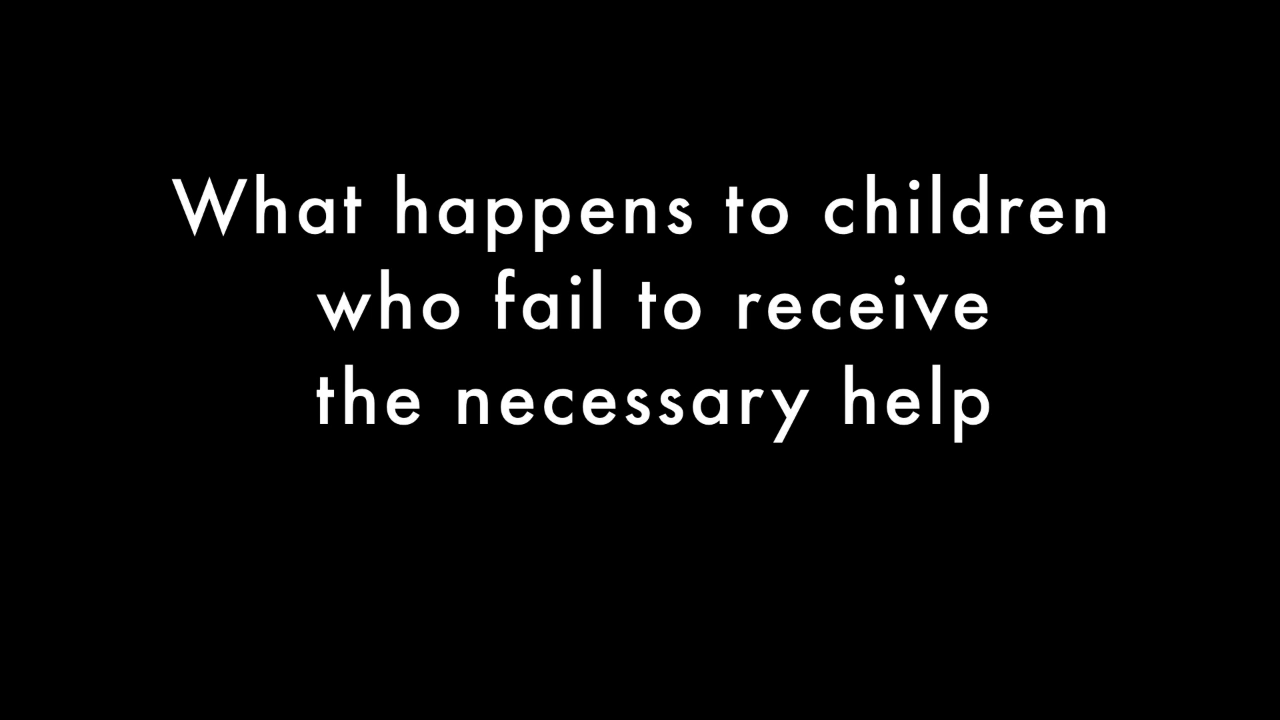 What happens to children
who fail to receive
the necessary help